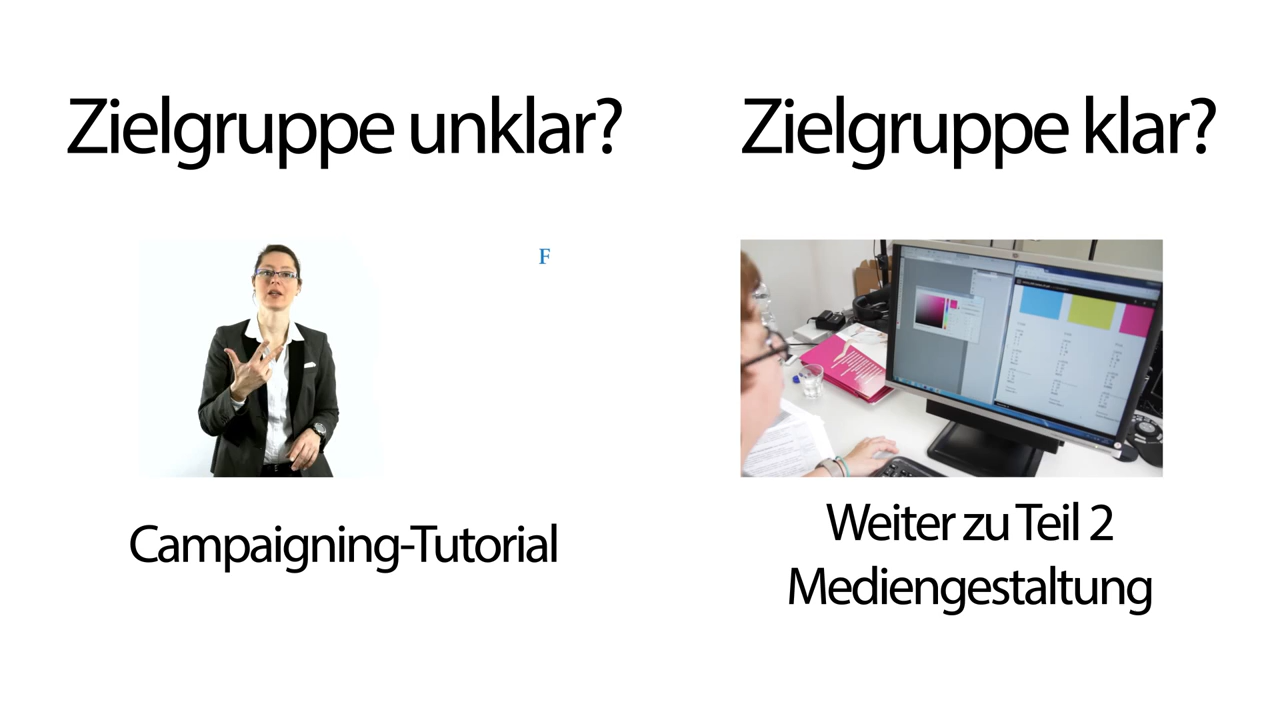 Zielgruppe unklar?
F
Campaigning-Tutorial
Zielgruppe klar?
Weiter zu Teil 2
Mediengestaltung